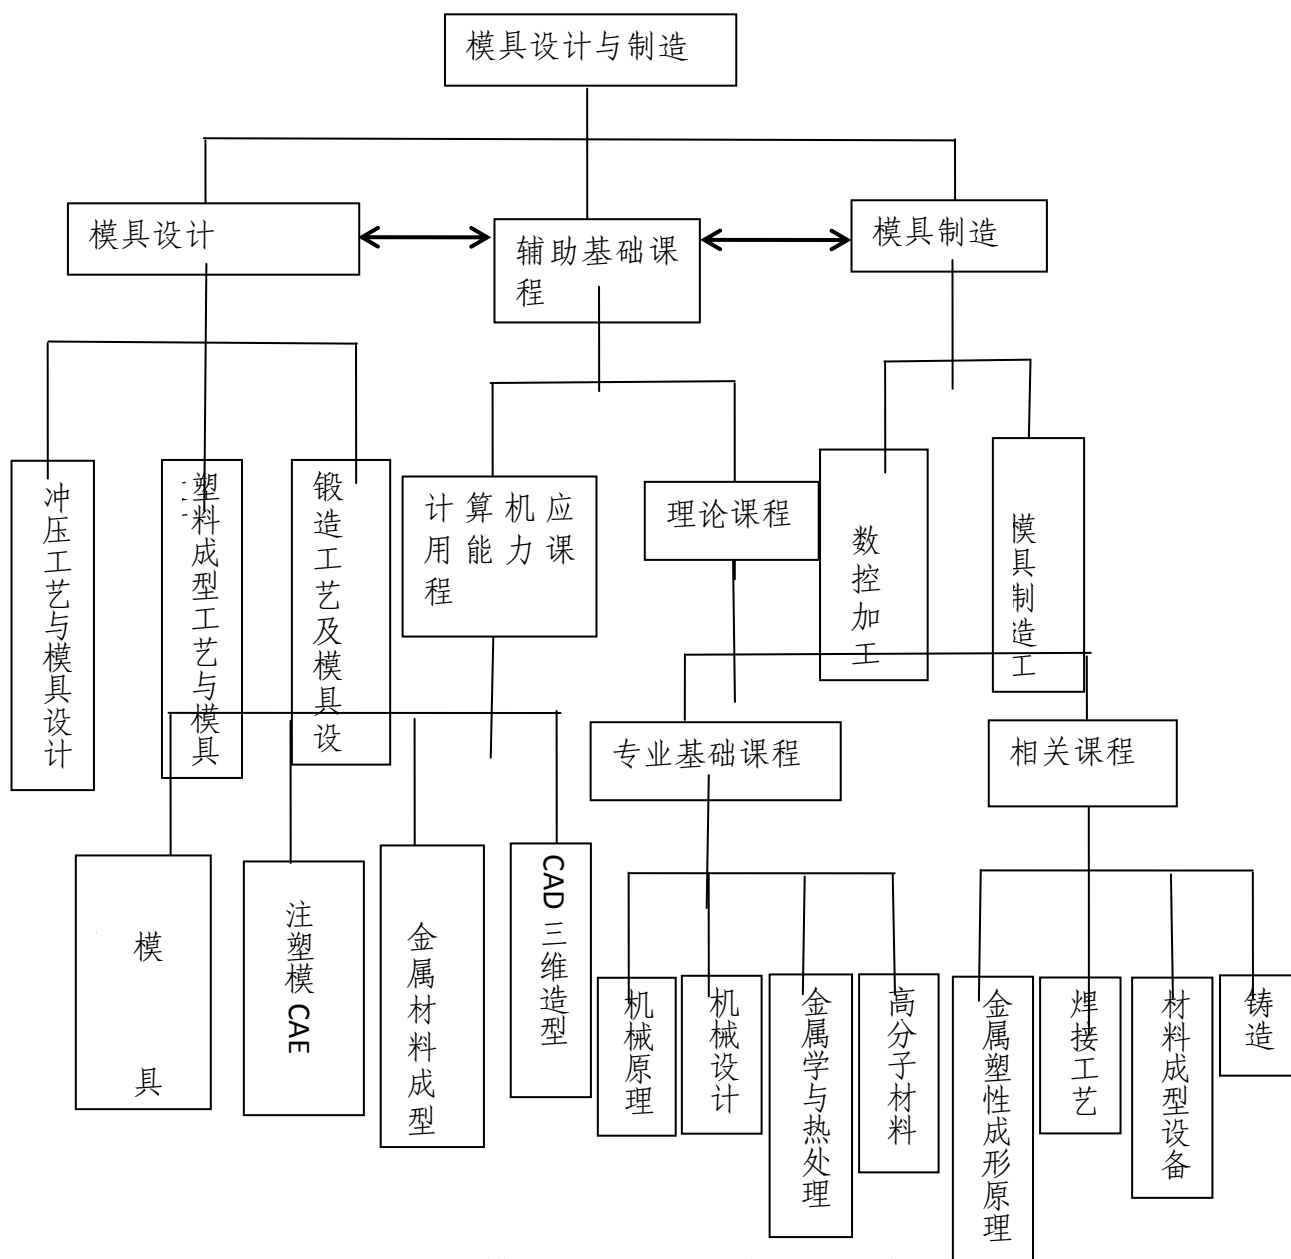 模具设计与制造
模具设计
辅助基础课
程
模具制造
冲压工艺与模具设计
塑料成型工艺与模具
锻造工艺及模具设
计算机应
用能力课
程
理论课程
数控加工
模具制造工
专业基础课程
相关课程
模具
注塑模 CAE
金属材料成型
CAD 三维造型
机械原理
机械设计
金属学与热处理
高分子材料
金属塑性成形原理
焊接工艺
材料成型设备
铸造